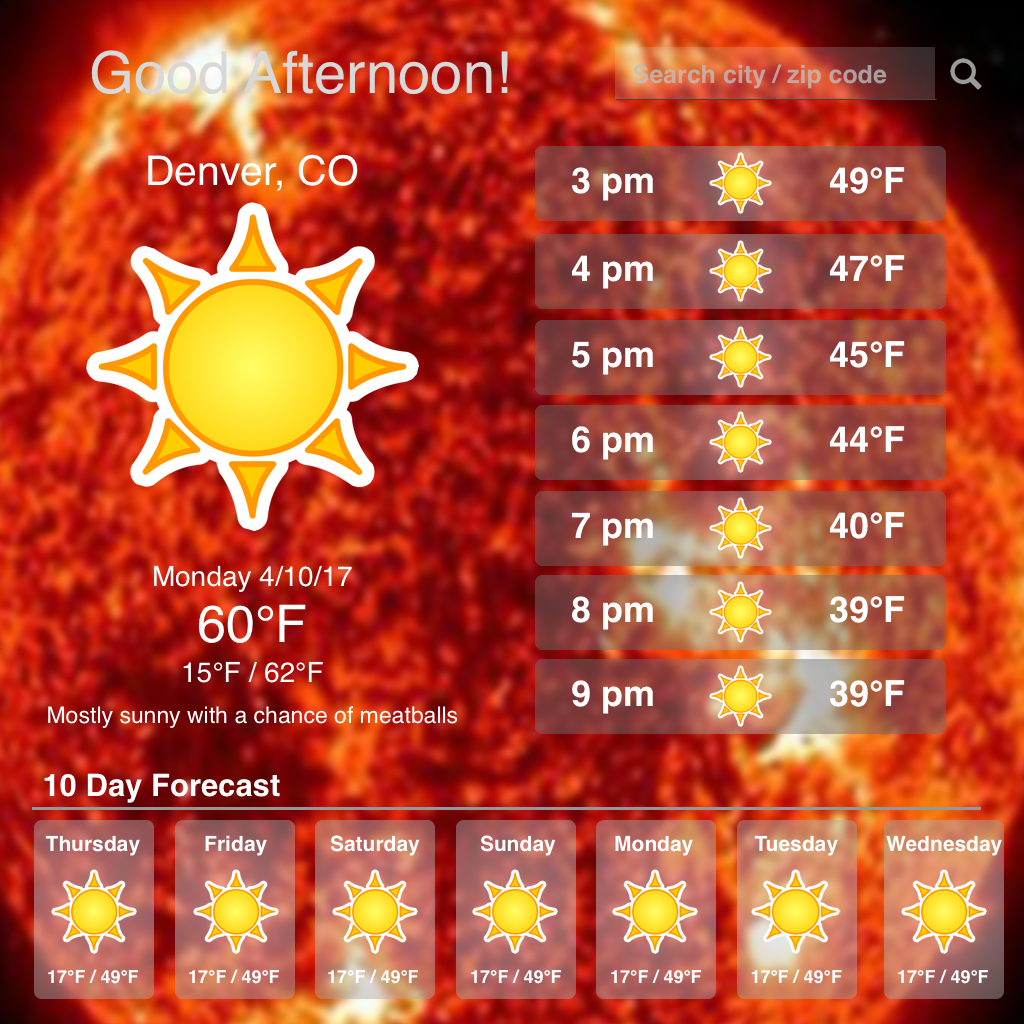 Good Afternoon!
Search city / zip code
Denver, CO
Monday 4/10/17
60°F
15°F / 62°F
Mostly sunny with a chance of meatballs
3 pm 49°F
4 pm 47°F
5 pm 45°F
6 pm 44°F
7 pm 40°F
8 pm 39°F
9 pm 39°F
10 Day Forecast
Thursday Friday Saturday Sunday Monday Tuesday Wednesday
17°F / 49°F 17°F / 49°F 17°F / 49°F 17°F / 49°F 17°F / 49°F 17°F / 49°F 17°F / 49°F